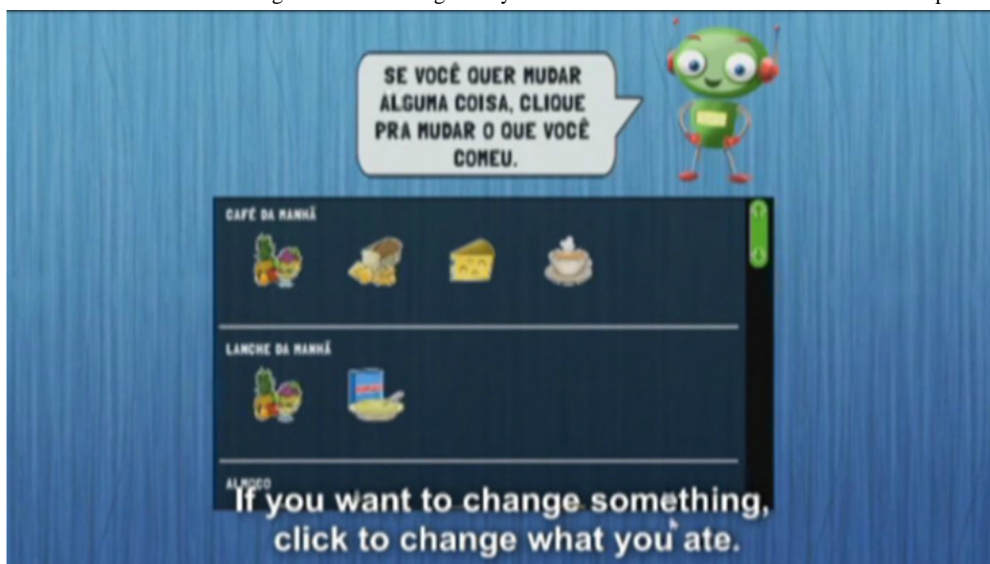 SE VOCÊ QUER MUDAR
ALGUMA COISA, CLIQUE
PRA MUDAR O QUE VOCÊ
COMEU.
CAFÉ DA MANHÃ
LANCHE DA MANHÃ
ALMOÇO
If you want to change something,
click to change what you ate.